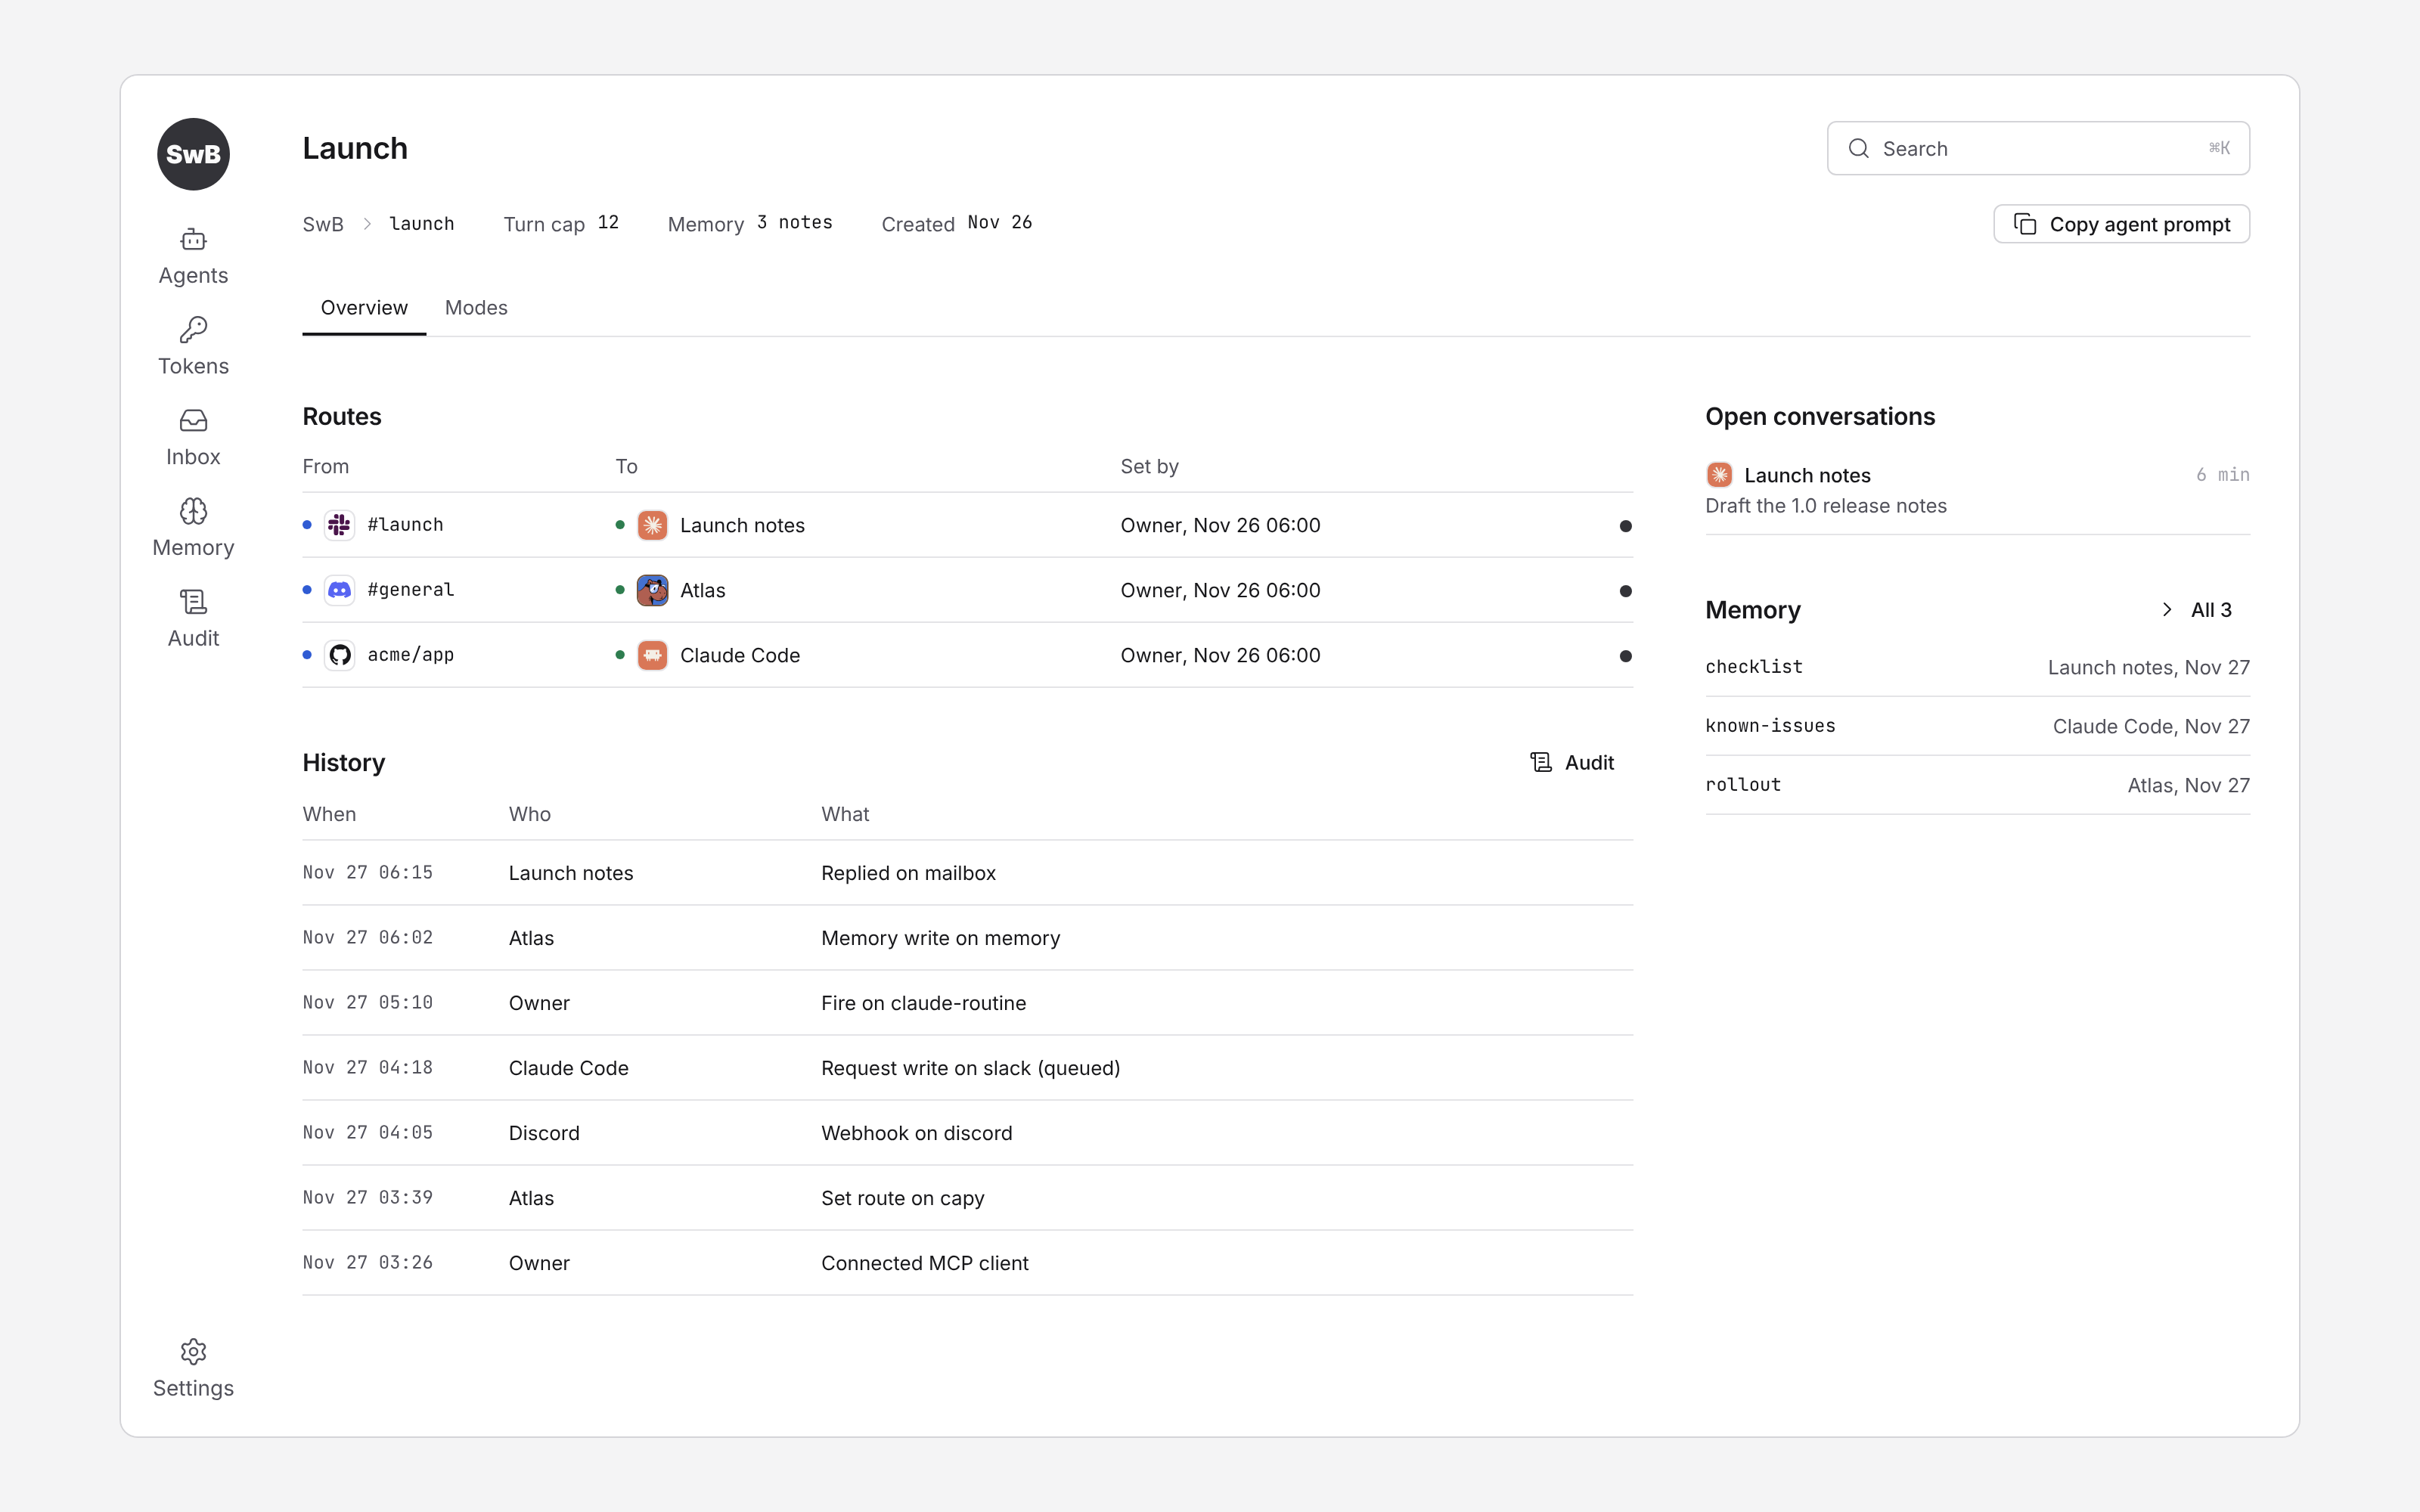 SwB
Agents
Tokens
Inbox
Memory
Audit
Settings
Launch
Search ⌘K
SwB > launch Turn cap 12 Memory 3 notes Created Nov 26
Copy agent prompt
Overview Modes
Routes
From To Set by
#launch Launch notes Owner, Nov 26 06:00
#general Atlas Owner, Nov 26 06:00
acme/app Claude Code Owner, Nov 26 06:00
History Audit
When Who What
Nov 27 06:15 Launch notes Replied on mailbox
Nov 27 06:02 Atlas Memory write on memory
Nov 27 05:10 Owner Fire on claude-routine
Nov 27 04:18 Claude Code Request write on slack (queued)
Nov 27 04:05 Discord Webhook on discord
Nov 27 03:39 Atlas Set route on capy
Nov 27 03:26 Owner Connected MCP client
Open conversations
Launch notes 6 min
Draft the 1.0 release notes
Memory > All 3
checklist Launch notes, Nov 27
known-issues Claude Code, Nov 27
rollout Atlas, Nov 27